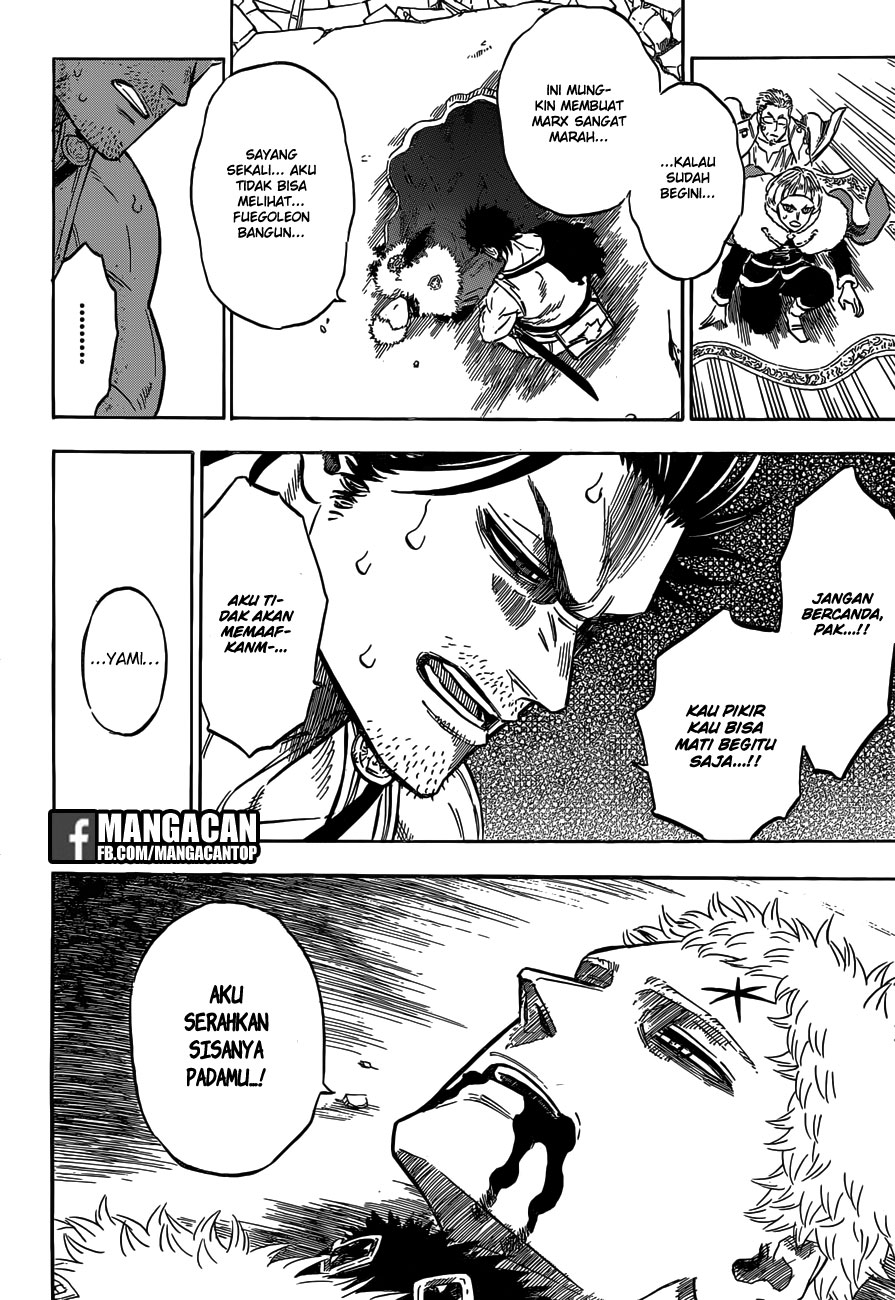 ...KALAU
SUDAH
BEGINI...
INI MUNG-
KIN MEMBUAT
MARX SANGAT
MARAH...
SAYANG
SEKALI... AKU
TIDAK BISA
MELIHAT...
FUEGOLEON
BANGUN...
........
JANGAN
BERCANDA,
PAK...!!
KAU PIKIR
KAU BISA
MATI BEGITU
SAJA...!!
AKU TI-
DAK AKAN
MEMAAF-
KANM-...
...YAMI...
f MANGACAN
FB.COM/MANGACANTOP
AKU
SERAHKAN
SISANYA
PADAMU...!